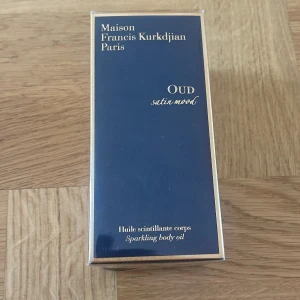 Maison
Francis Kurkdjian
Paris
OUD
satin mood
Huile scintillante corps
Sparkling body oil